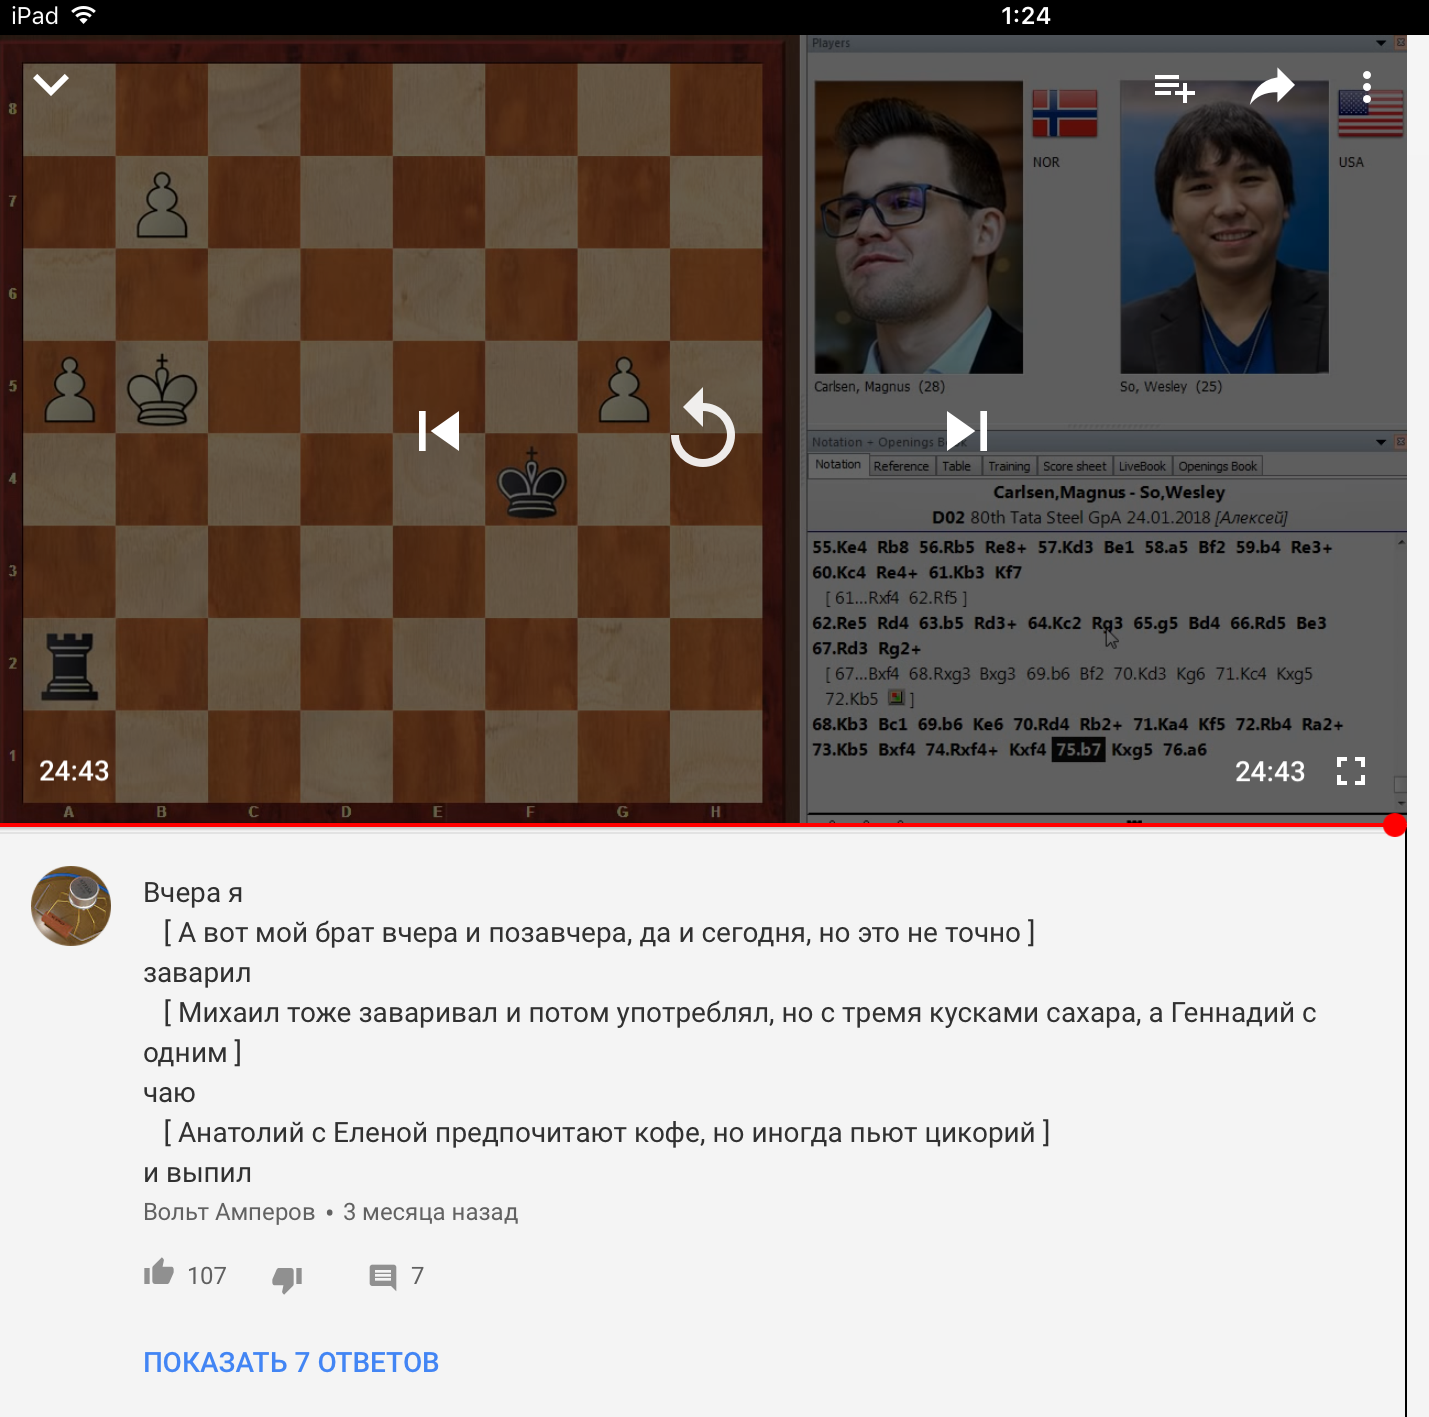 iPad
1:24
Players
8
7
6
5
4
3
2
1
A B C D E F G H
NOR
USA
Carlsen, Magnus (28)
So, Wesley (25)
Notation + Openings
Notation Reference Table Training Score sheet LiveBook Openings Book
Carlsen,Magnus - So,Wesley
D02 80th Tata Steel GpA 24.01.2018 [Алексей]
55.Ke4 Rb8 56.Rb5 Re8+ 57.Kd3 Be1 58.a5 Bf2 59.b4 Re3+
60.Kc4 Re4+ 61.Kb3 Kf7
[ 61...Rxf4 62.Rf5 ]
62.Re5 Rd4 63.b5 Rd3+ 64.Kc2 Rg3 65.g5 Bd4 66.Rd5 Be3
67.Rd3 Rg2+
[ 67...Bxf4 68.Rxg3 Bxg3 69.b6 Bf2 70.Kd3 Kg6 71.Kc4 Kxg5
72.Kb5 ]
68.Kb3 Bc1 69.b6 Ke6 70.Rd4 Rb2+ 71.Ka4 Kf5 72.Rb4 Ra2+
73.Kb5 Bxf4 74.Rxf4+ Kxf4 75.b7 Kxg5 76.a6
24:43
24:43
Вчера я
[ А вот мой брат вчера и позавчера, да и сегодня, но это не точно ]
заварил
[ Михаил тоже заваривал и потом употреблял, но с тремя кусками сахара, а Геннадий с
одним ]
чаю
[ Анатолий с Еленой предпочитают кофе, но иногда пьют цикорий ]
и выпил
Вольт Амперов • 3 месяца назад
107
7
ПОКАЗАТЬ 7 ОТВЕТОВ